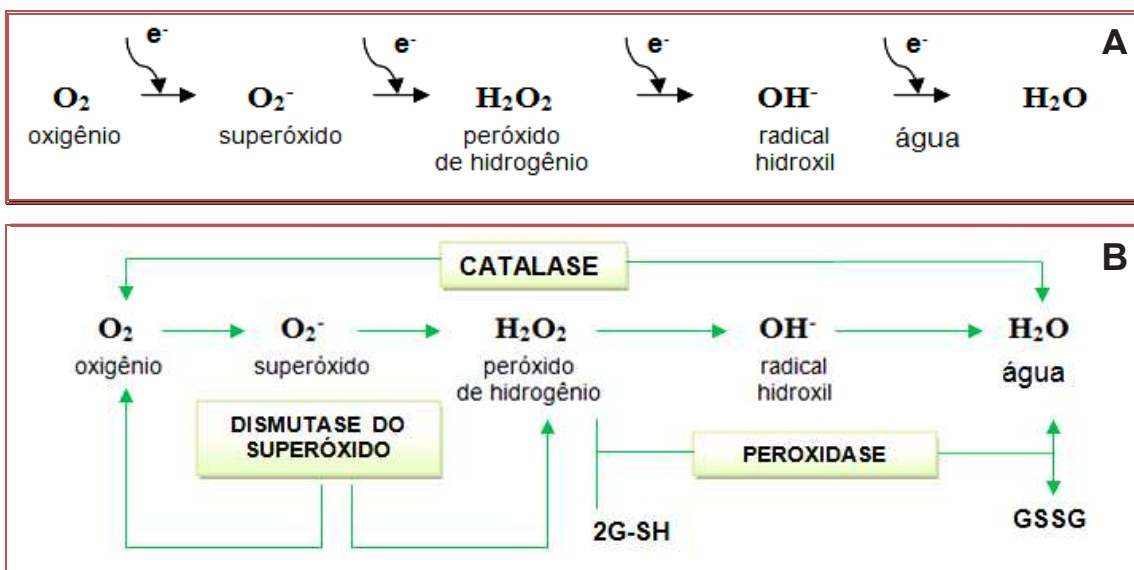 A
e- e- e- e-
O₂ O₂- H₂O₂ OH- H₂O
oxigênio superóxido peróxido de hidrogênio radical hidroxil água
B
CATALASE
O₂ O₂- H₂O₂ OH- H₂O
oxigênio superóxido peróxido de hidrogênio radical hidroxil água
DISMUTASE DO
SUPERÓXIDO
PEROXIDASE
2G-SH
GSSG